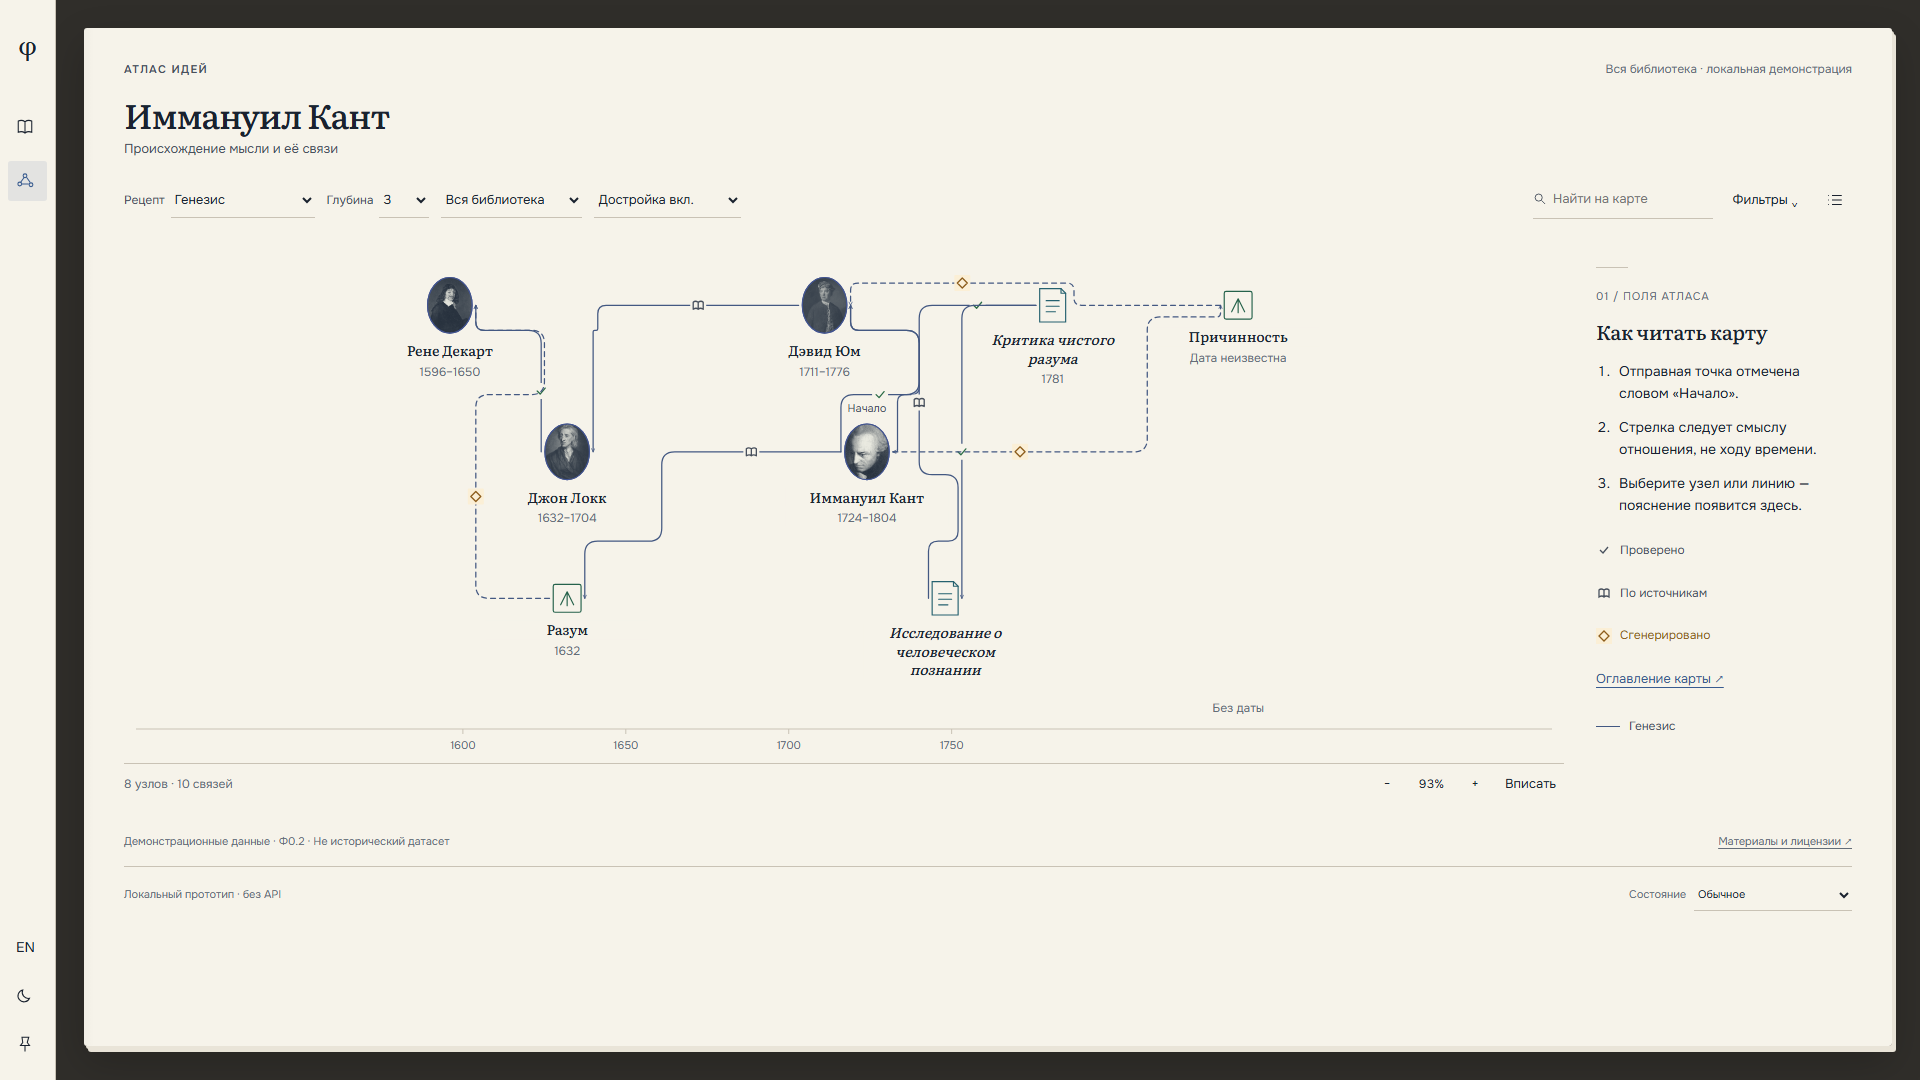 φ
АТЛАС ИДЕЙ
Вся библиотека · локальная демонстрация
Иммануил Кант
Происхождение мысли и её связи
Рецепт Генезис Глубина 3 Вся библиотека Достройка вкл.
Найти на карте Фильтры
Рене Декарт
1596–1650
Дэвид Юм
1711–1776
Критика чистого
разума
1781
Причинность
Дата неизвестна
Начало
Джон Локк
1632–1704
Иммануил Кант
1724–1804
Разум
1632
Исследование о
человеческом
познании
Без даты
1600 1650 1700 1750
8 узлов · 10 связей
− 93% + Вписать
01 / ПОЛЯ АТЛАСА
Как читать карту
1. Отправная точка отмечена
словом «Начало».
2. Стрелка следует смыслу
отношения, не ходу времени.
3. Выберите узел или линию —
пояснение появится здесь.
Проверено
По источникам
Сгенерировано
Оглавление карты ↗
Генезис
Демонстрационные данные · Ф0.2 · Не исторический датасет
Материалы и лицензии ↗
Локальный прототип · без API
Состояние Обычное
EN